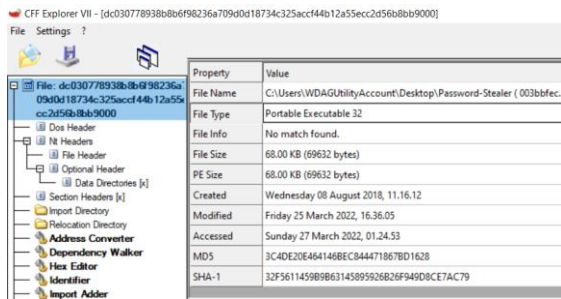 CFF Explorer VII - [dc030778938b8b6f98236a709d0d18734c325accf44b12a55ecc2d56b8bb9000]
File Settings ?
File: dc030778938b8b6f98236a7
09d0d18734c325accf44b12a55e
cc2d56b8bb9000
Dos Header
Nt Headers
File Header
Optional Header
Data Directories [x]
Section Headers [x]
Import Directory
Relocation Directory
Address Converter
Dependency Walker
Hex Editor
Identifier
Import Adder
Property Value
File Name C:\Users\WDAGUtilityAccount\Desktop\Password-Stealer ( 003bbfec.
File Type Portable Executable 32
File Info No match found.
File Size 68.00 KB (69632 bytes)
PE Size 68.00 KB (69632 bytes)
Created Wednesday 08 August 2018, 11.16.12
Modified Friday 25 March 2022, 16.36.05
Accessed Sunday 27 March 2022, 01.24.53
MD5 3C4DE20E464146BEC844471867BD1628
SHA-1 32F5611459B9B63145895926B26F949D8CE7AC79